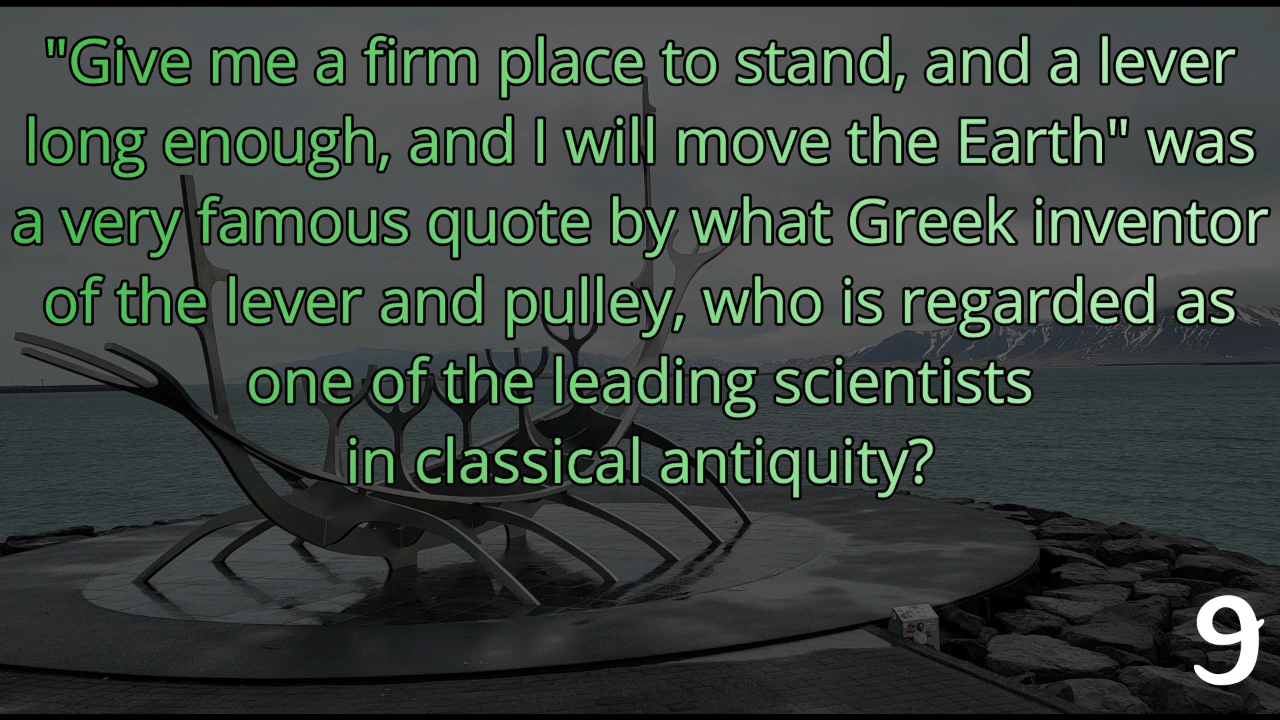 "Give me a firm place to stand, and a lever
long enough, and I will move the Earth" was
a very famous quote by what Greek inventor
of the lever and pulley, who is regarded as
one of the leading scientists
in classical antiquity?
9